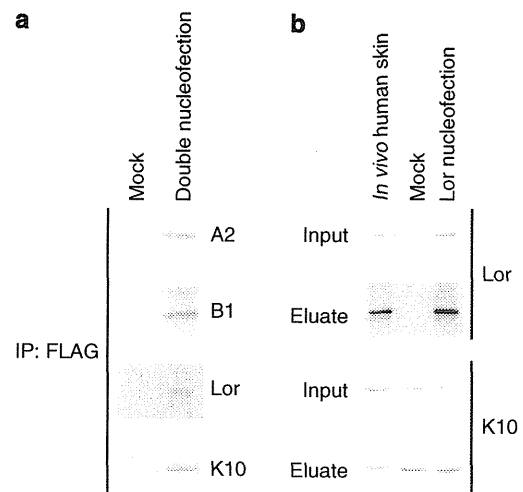 a
Mock
Double nucleofection
A2
B1
IP: FLAG
Lor
K10
b
In vivo human skin
Mock
Lor nucleofection
Input
Lor
Eluate
Input
K10
Eluate